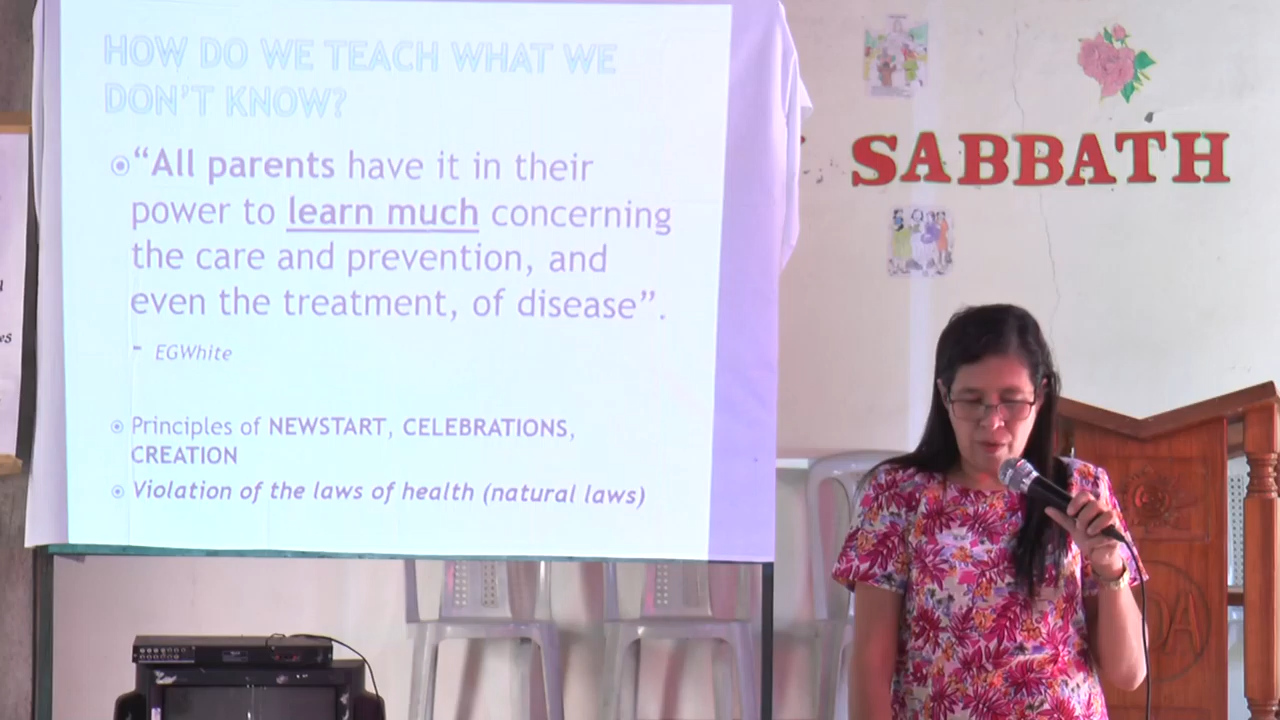 HOW DO WE TEACH WHAT WE
DON'T KNOW?
“All parents have it in their
power to learn much concerning
the care and prevention, and
even the treatment, of disease”.
- EGWhite
Principles of NEWSTART, CELEBRATIONS,
CREATION
Violation of the laws of health (natural laws)
SABBATH